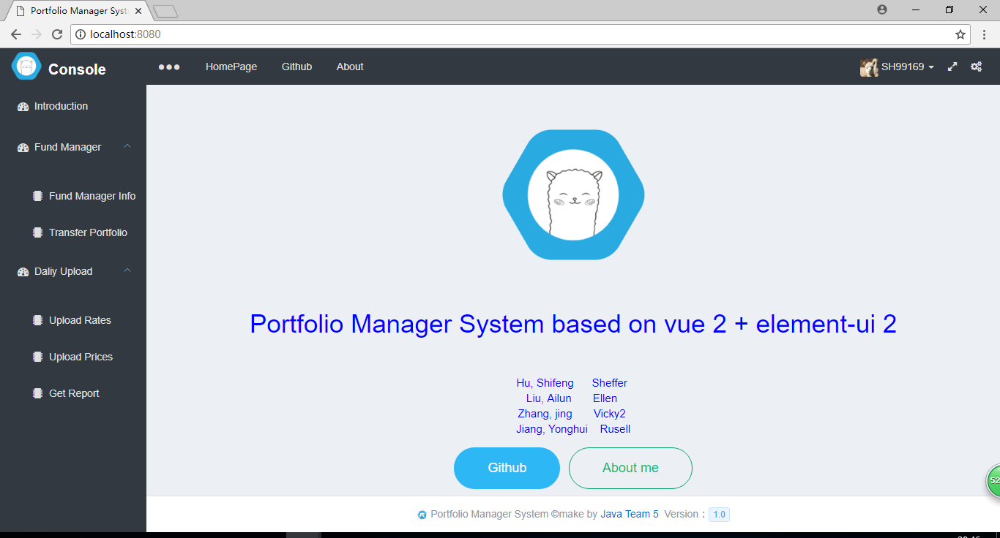 Portfolio Manager Syst
localhost:8080
Console
HomePage Github About
SH99169
Introduction
Fund Manager
Fund Manager Info
Transfer Portfolio
Daliy Upload
Upload Rates
Upload Prices
Get Report
Portfolio Manager System based on vue 2 + element-ui 2
Hu, Shifeng Sheffer
Liu, Ailun Ellen
Zhang, jing Vicky2
Jiang, Yonghui Rusell
Github
About me
52
Portfolio Manager System ©make by Java Team 5 Version : 1.0